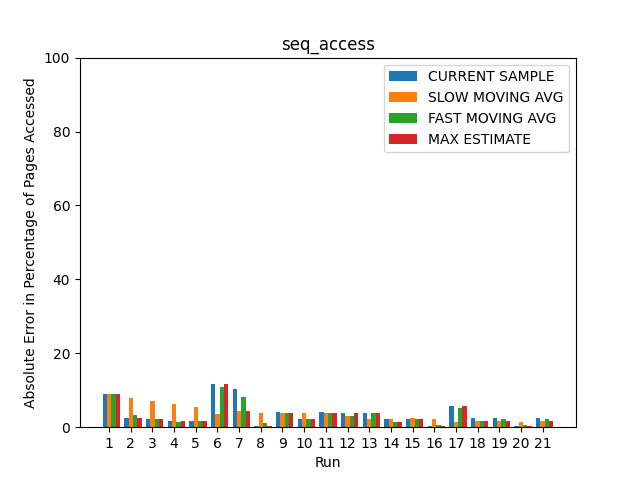 seq_access
Absolute Error in Percentage of Pages Accessed
100
80
60
40
20
0
CURRENT SAMPLE
SLOW MOVING AVG
FAST MOVING AVG
MAX ESTIMATE
1 2 3 4 5 6 7 8 9 10 11 12 13 14 15 16 17 18 19 20 21
Run